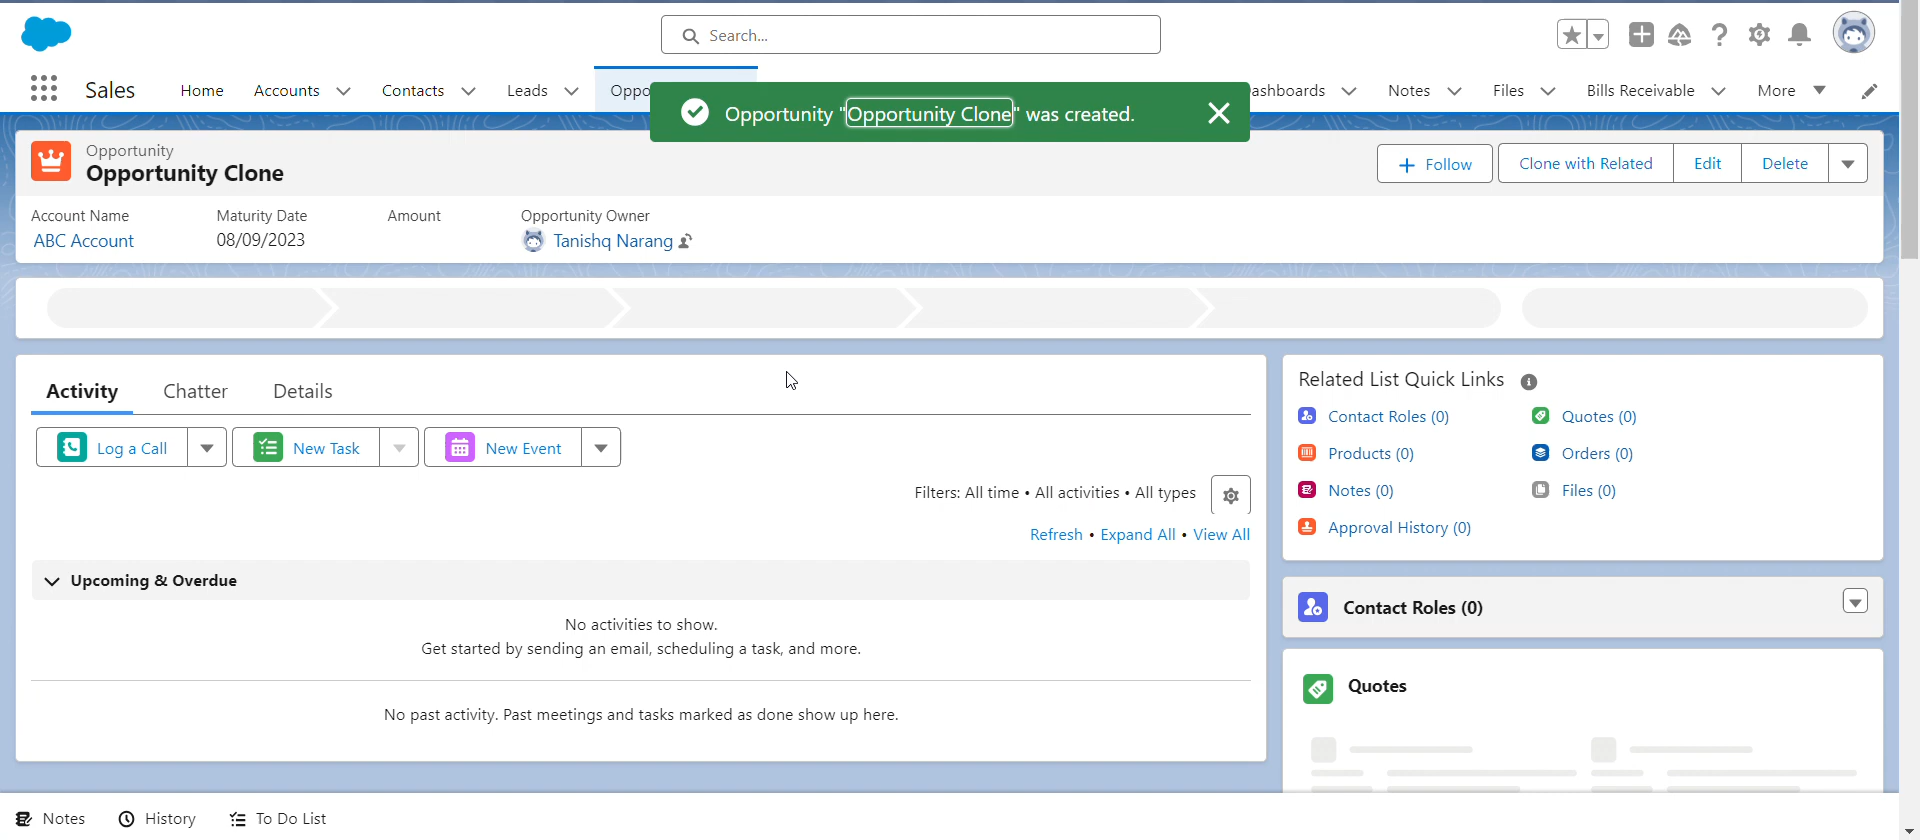 Search...
Sales
Home
Accounts
Contacts
Leads
Oppo
ashboards
Notes
Files
Bills Receivable
More
Opportunity "Opportunity Clone" was created.
Opportunity
Opportunity Clone
Follow
Clone with Related
Edit
Delete
Account Name
Maturity Date
Amount
Opportunity Owner
ABC Account
08/09/2023
Tanishq Narang
Activity
Chatter
Details
Log a Call
New Task
New Event
Filters: All time • All activities • All types
Refresh • Expand All • View All
Upcoming & Overdue
No activities to show.
Get started by sending an email, scheduling a task, and more.
No past activity. Past meetings and tasks marked as done show up here.
Related List Quick Links
Contact Roles (0)
Quotes (0)
Products (0)
Orders (0)
Notes (0)
Files (0)
Approval History (0)
Contact Roles (0)
Quotes
Notes
History
To Do List